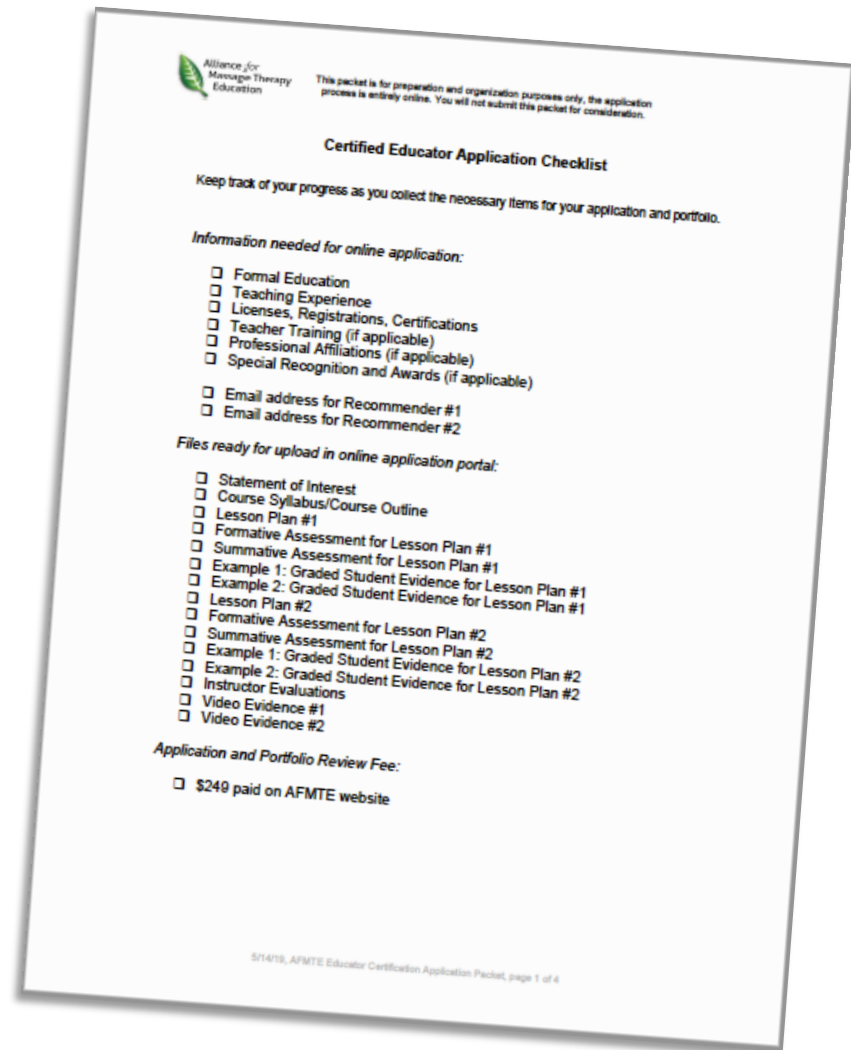 Alliance for
Massage Therapy
Education
This packet is for preparation and organization purposes only, the application
process is entirely online. You will not submit this packet for consideration.
Certified Educator Application Checklist
Keep track of your progress as you collect the necessary items for your application and portfolio.
Information needed for online application:
❑ Formal Education
❑ Teaching Experience
❑ Licenses, Registrations, Certifications
❑ Teacher Training (if applicable)
❑ Professional Affiliations (if applicable)
❑ Special Recognition and Awards (if applicable)
❑ Email address for Recommender #1
❑ Email address for Recommender #2
Files ready for upload in online application portal:
❑ Statement of Interest
❑ Course Syllabus/Course Outline
❑ Lesson Plan #1
❑ Formative Assessment for Lesson Plan #1
❑ Summative Assessment for Lesson Plan #1
❑ Example 1: Graded Student Evidence for Lesson Plan #1
❑ Example 2: Graded Student Evidence for Lesson Plan #1
❑ Lesson Plan #2
❑ Formative Assessment for Lesson Plan #2
❑ Summative Assessment for Lesson Plan #2
❑ Example 1: Graded Student Evidence for Lesson Plan #2
❑ Example 2: Graded Student Evidence for Lesson Plan #2
❑ Instructor Evaluations
❑ Video Evidence #1
❑ Video Evidence #2
Application and Portfolio Review Fee:
❑ $249 paid on AFMTE website
5/14/19, AFMTE Educator Certification Application Packet, page 1 of 4